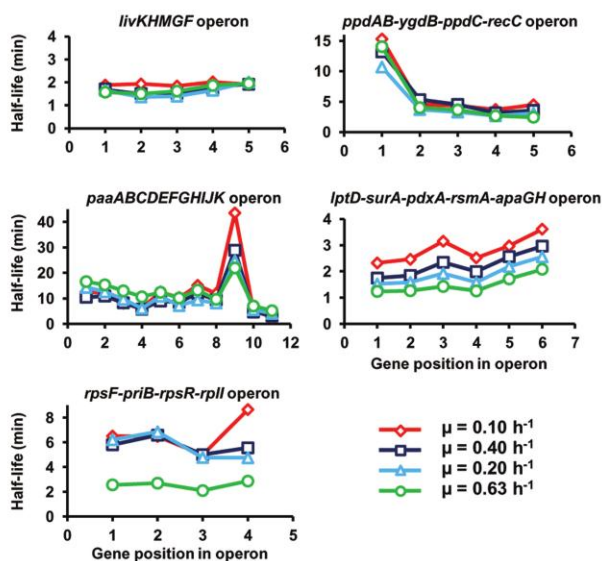 livKHMGF operon
Half-life (min)
4
3
2
1
0
0 1 2 3 4 5 6
ppdAB-ygdB-ppdC-recC operon
Half-life (min)
15
10
5
0
0 1 2 3 4 5 6
paaABCDEFGHIJK operon
Half-life (min)
40
30
20
10
0
0 1 2 3 4 5 6 7 8 9 10 11 12
lptD-surA-pdxA-rsmA-apaGH operon
Half-life (min)
4
3
2
1
0
0 1 2 3 4 5 6 7
Gene position in operon
rpsF-priB-rpsR-rplI operon
Half-life (min)
8
6
4
2
0
0 1 2 3 4 5
Gene position in operon
μ = 0.10 h-1
μ = 0.40 h-1
μ = 0.20 h-1
μ = 0.63 h-1